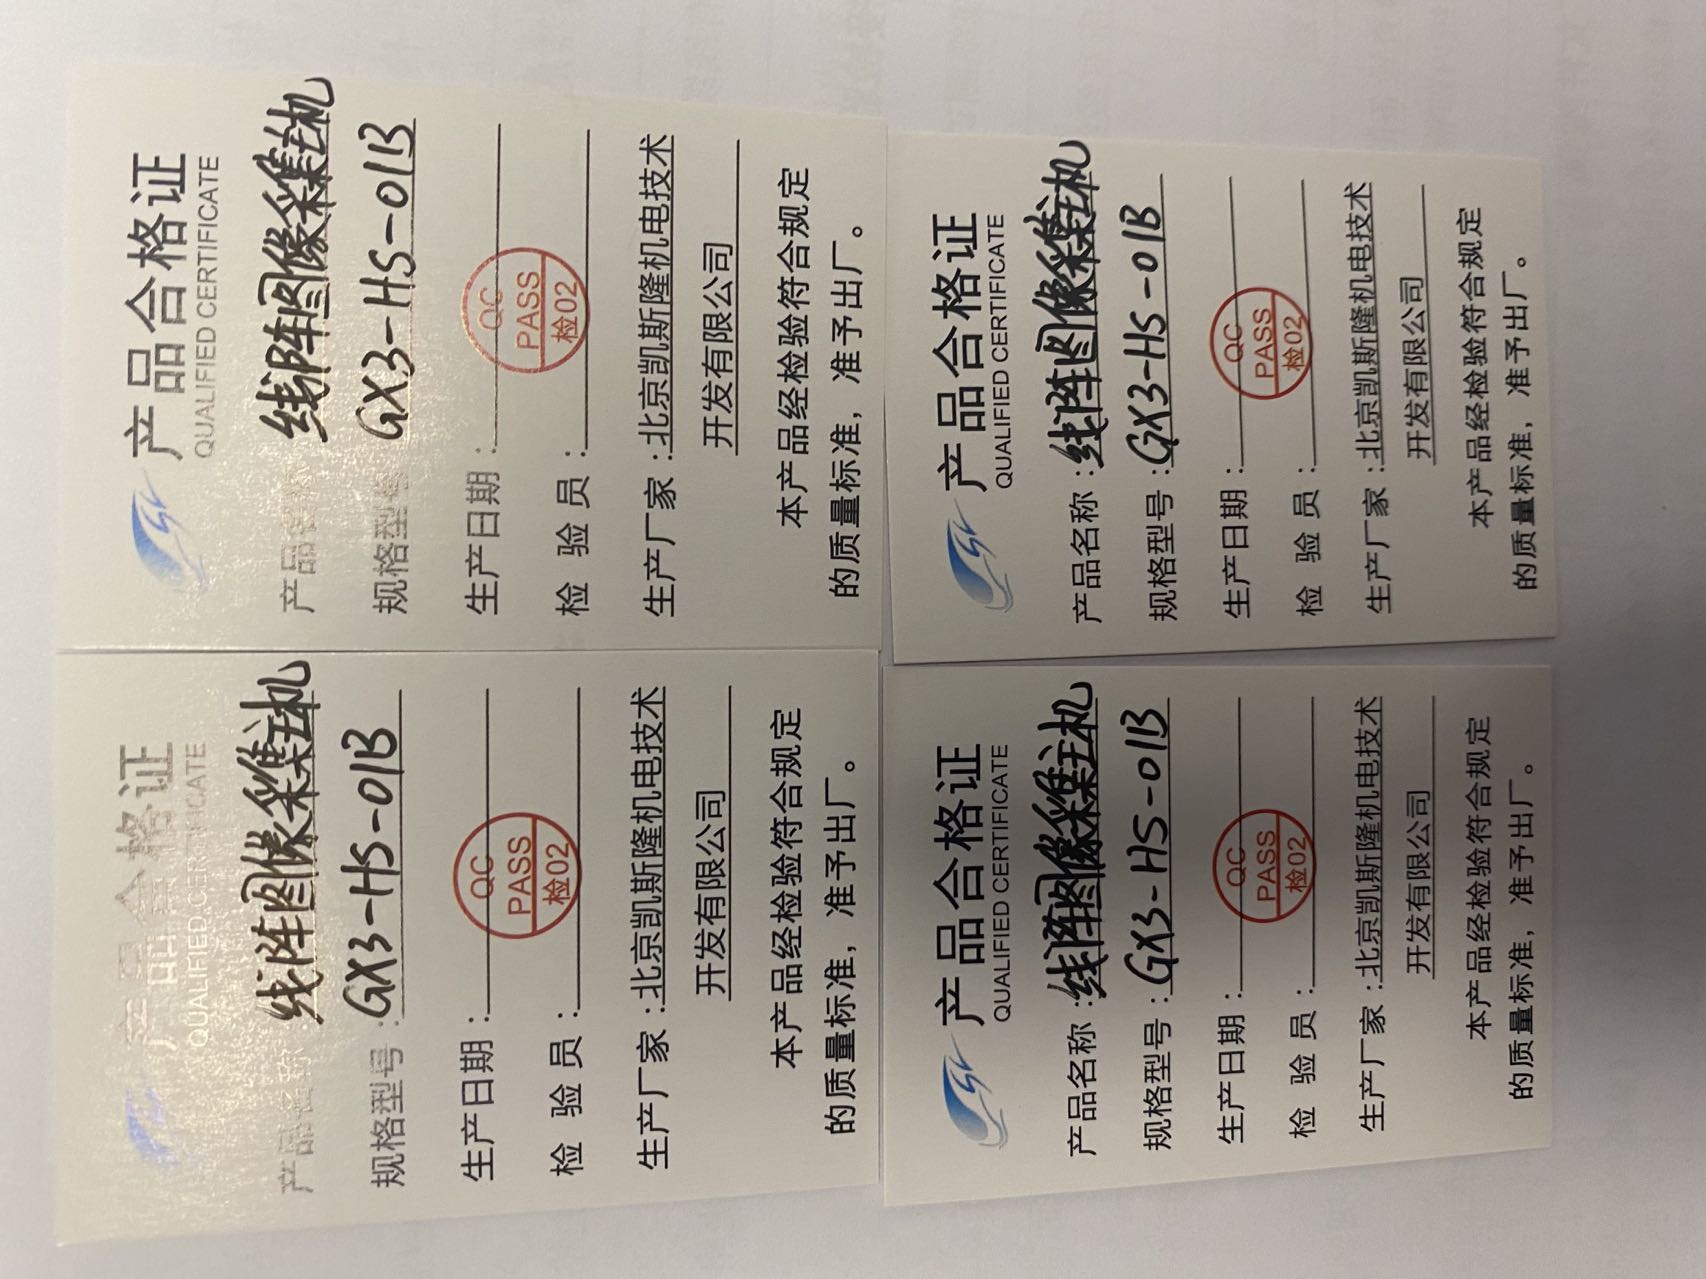 产品合格证
QUALIFIED CERTIFICATE
产品名称:线阵图像采集主机
规格型号:GX3-HS-01B
生产日期:
检验员:
QC
PASS
检02
生产厂家:北京凯斯隆机电技术
开发有限公司
本产品经检验符合规定
的质量标准，准予出厂。
产品合格证
QUALIFIED CERTIFICATE
产品名称:线阵图像采集主机
规格型号:GX3-HS-01B
生产日期:
检验员:
QC
PASS
检02
生产厂家:北京凯斯隆机电技术
开发有限公司
本产品经检验符合规定
的质量标准，准予出厂。
产品合格证
QUALIFIED CERTIFICATE
产品名称:线阵图像采集主机
规格型号:GX3-HS-01B
生产日期:
检验员:
QC
PASS
检02
生产厂家:北京凯斯隆机电技术
开发有限公司
本产品经检验符合规定
的质量标准，准予出厂。
产品合格证
QUALIFIED CERTIFICATE
产品名称:线阵图像采集主机
规格型号:GX3-HS-01B
生产日期:
检验员:
QC
PASS
检02
生产厂家:北京凯斯隆机电技术
开发有限公司
本产品经检验符合规定
的质量标准，准予出厂。